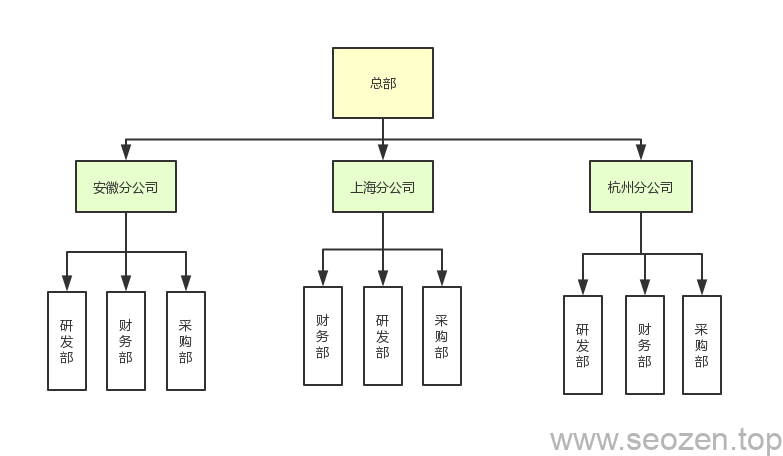 总部
安徽分公司
上海分公司
杭州分公司
研发部
财务部
采购部
财务部
研发部
采购部
研发部
财务部
采购部
www.seozen.top